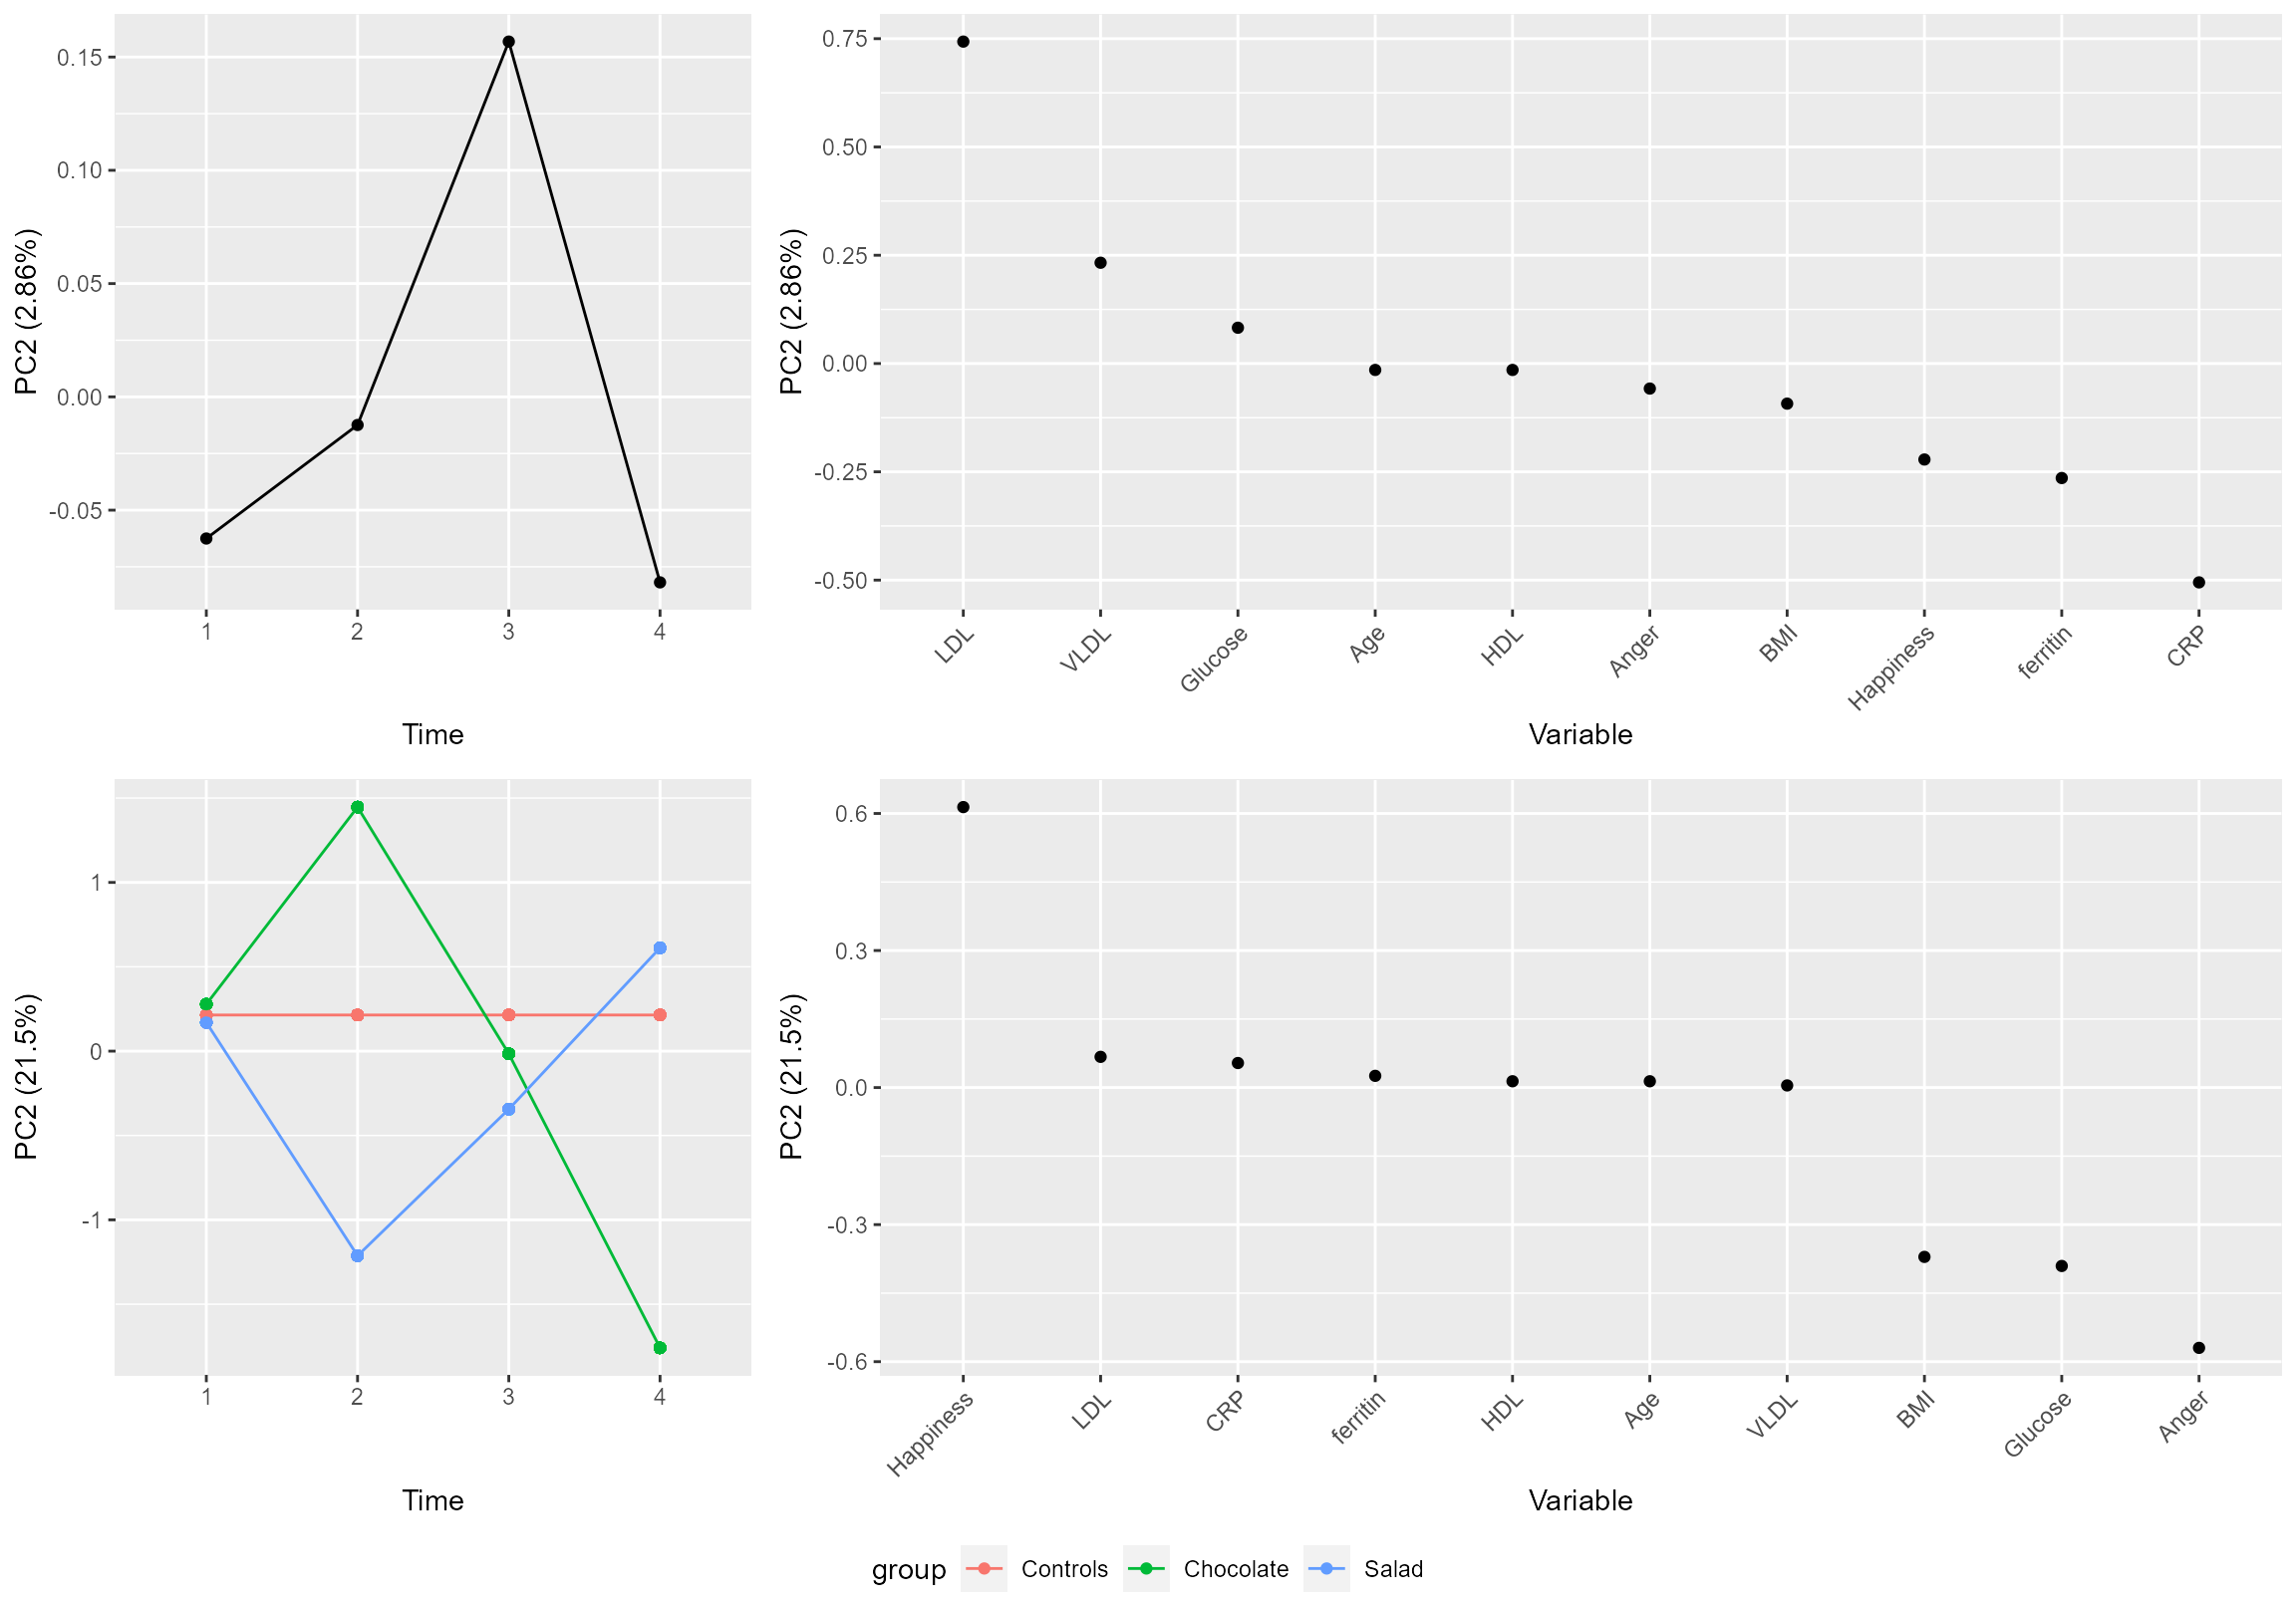 0.15
0.10
0.05
0.00
-0.05
PC2 (2.86%)
1 2 3 4
Time
0.75
0.50
0.25
0.00
-0.25
-0.50
PC2 (2.86%)
LDL VLDL Glucose Age HDL Anger BMI Happiness ferritin CRP
Variable
1
0
-1
PC2 (21.5%)
1 2 3 4
Time
0.6
0.3
0.0
-0.3
-0.6
PC2 (21.5%)
Happiness LDL CRP ferritin HDL Age VLDL BMI Glucose Anger
Variable
group Controls Chocolate Salad